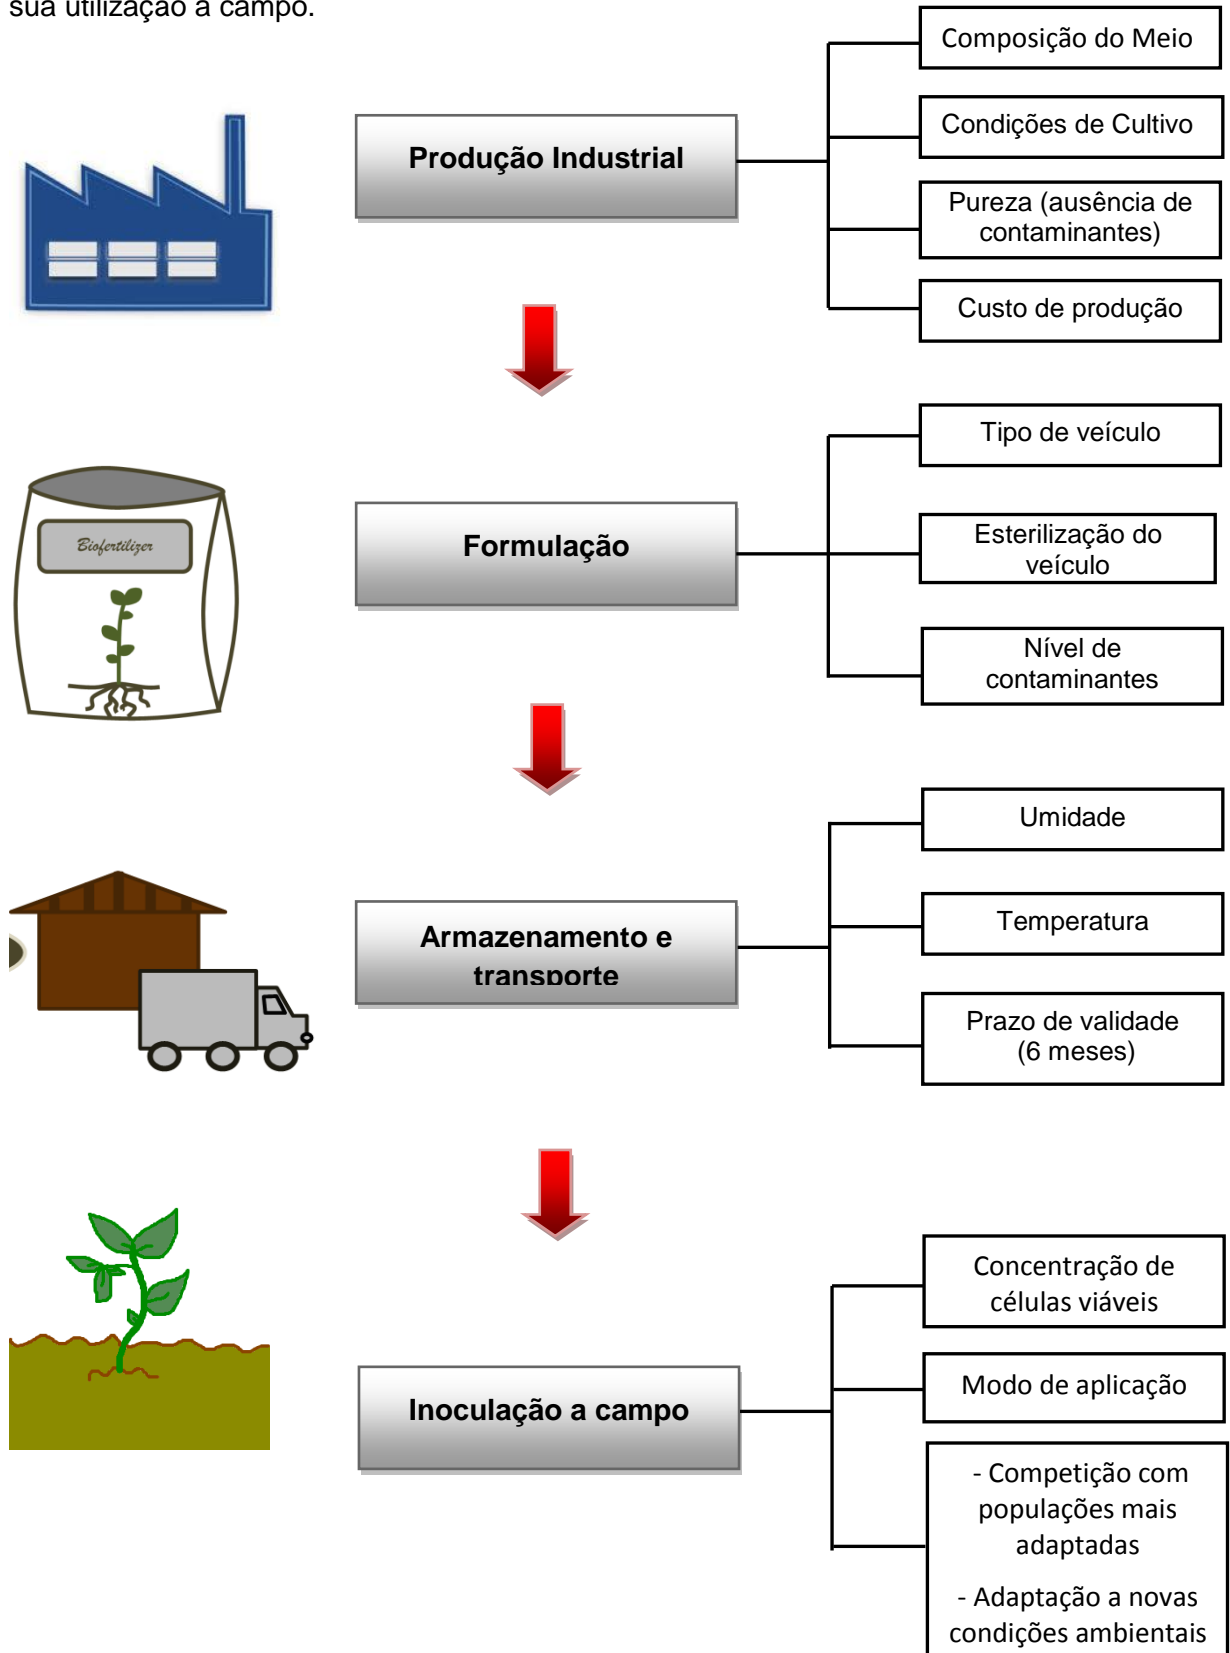 sua utilização a campo.
Composição do Meio
Produção Industrial
Condições de Cultivo
Pureza (ausência de
contaminantes)
Custo de produção
Tipo de veículo
Biofertilizer
Formulação
Esterilização do
veículo
Nível de
contaminantes
Umidade
Armazenamento e
transporte
Temperatura
Prazo de validade
(6 meses)
Concentração de
células viáveis
Inoculação a campo
Modo de aplicação
- Competição com
populações mais
adaptadas
- Adaptação a novas
condições ambientais